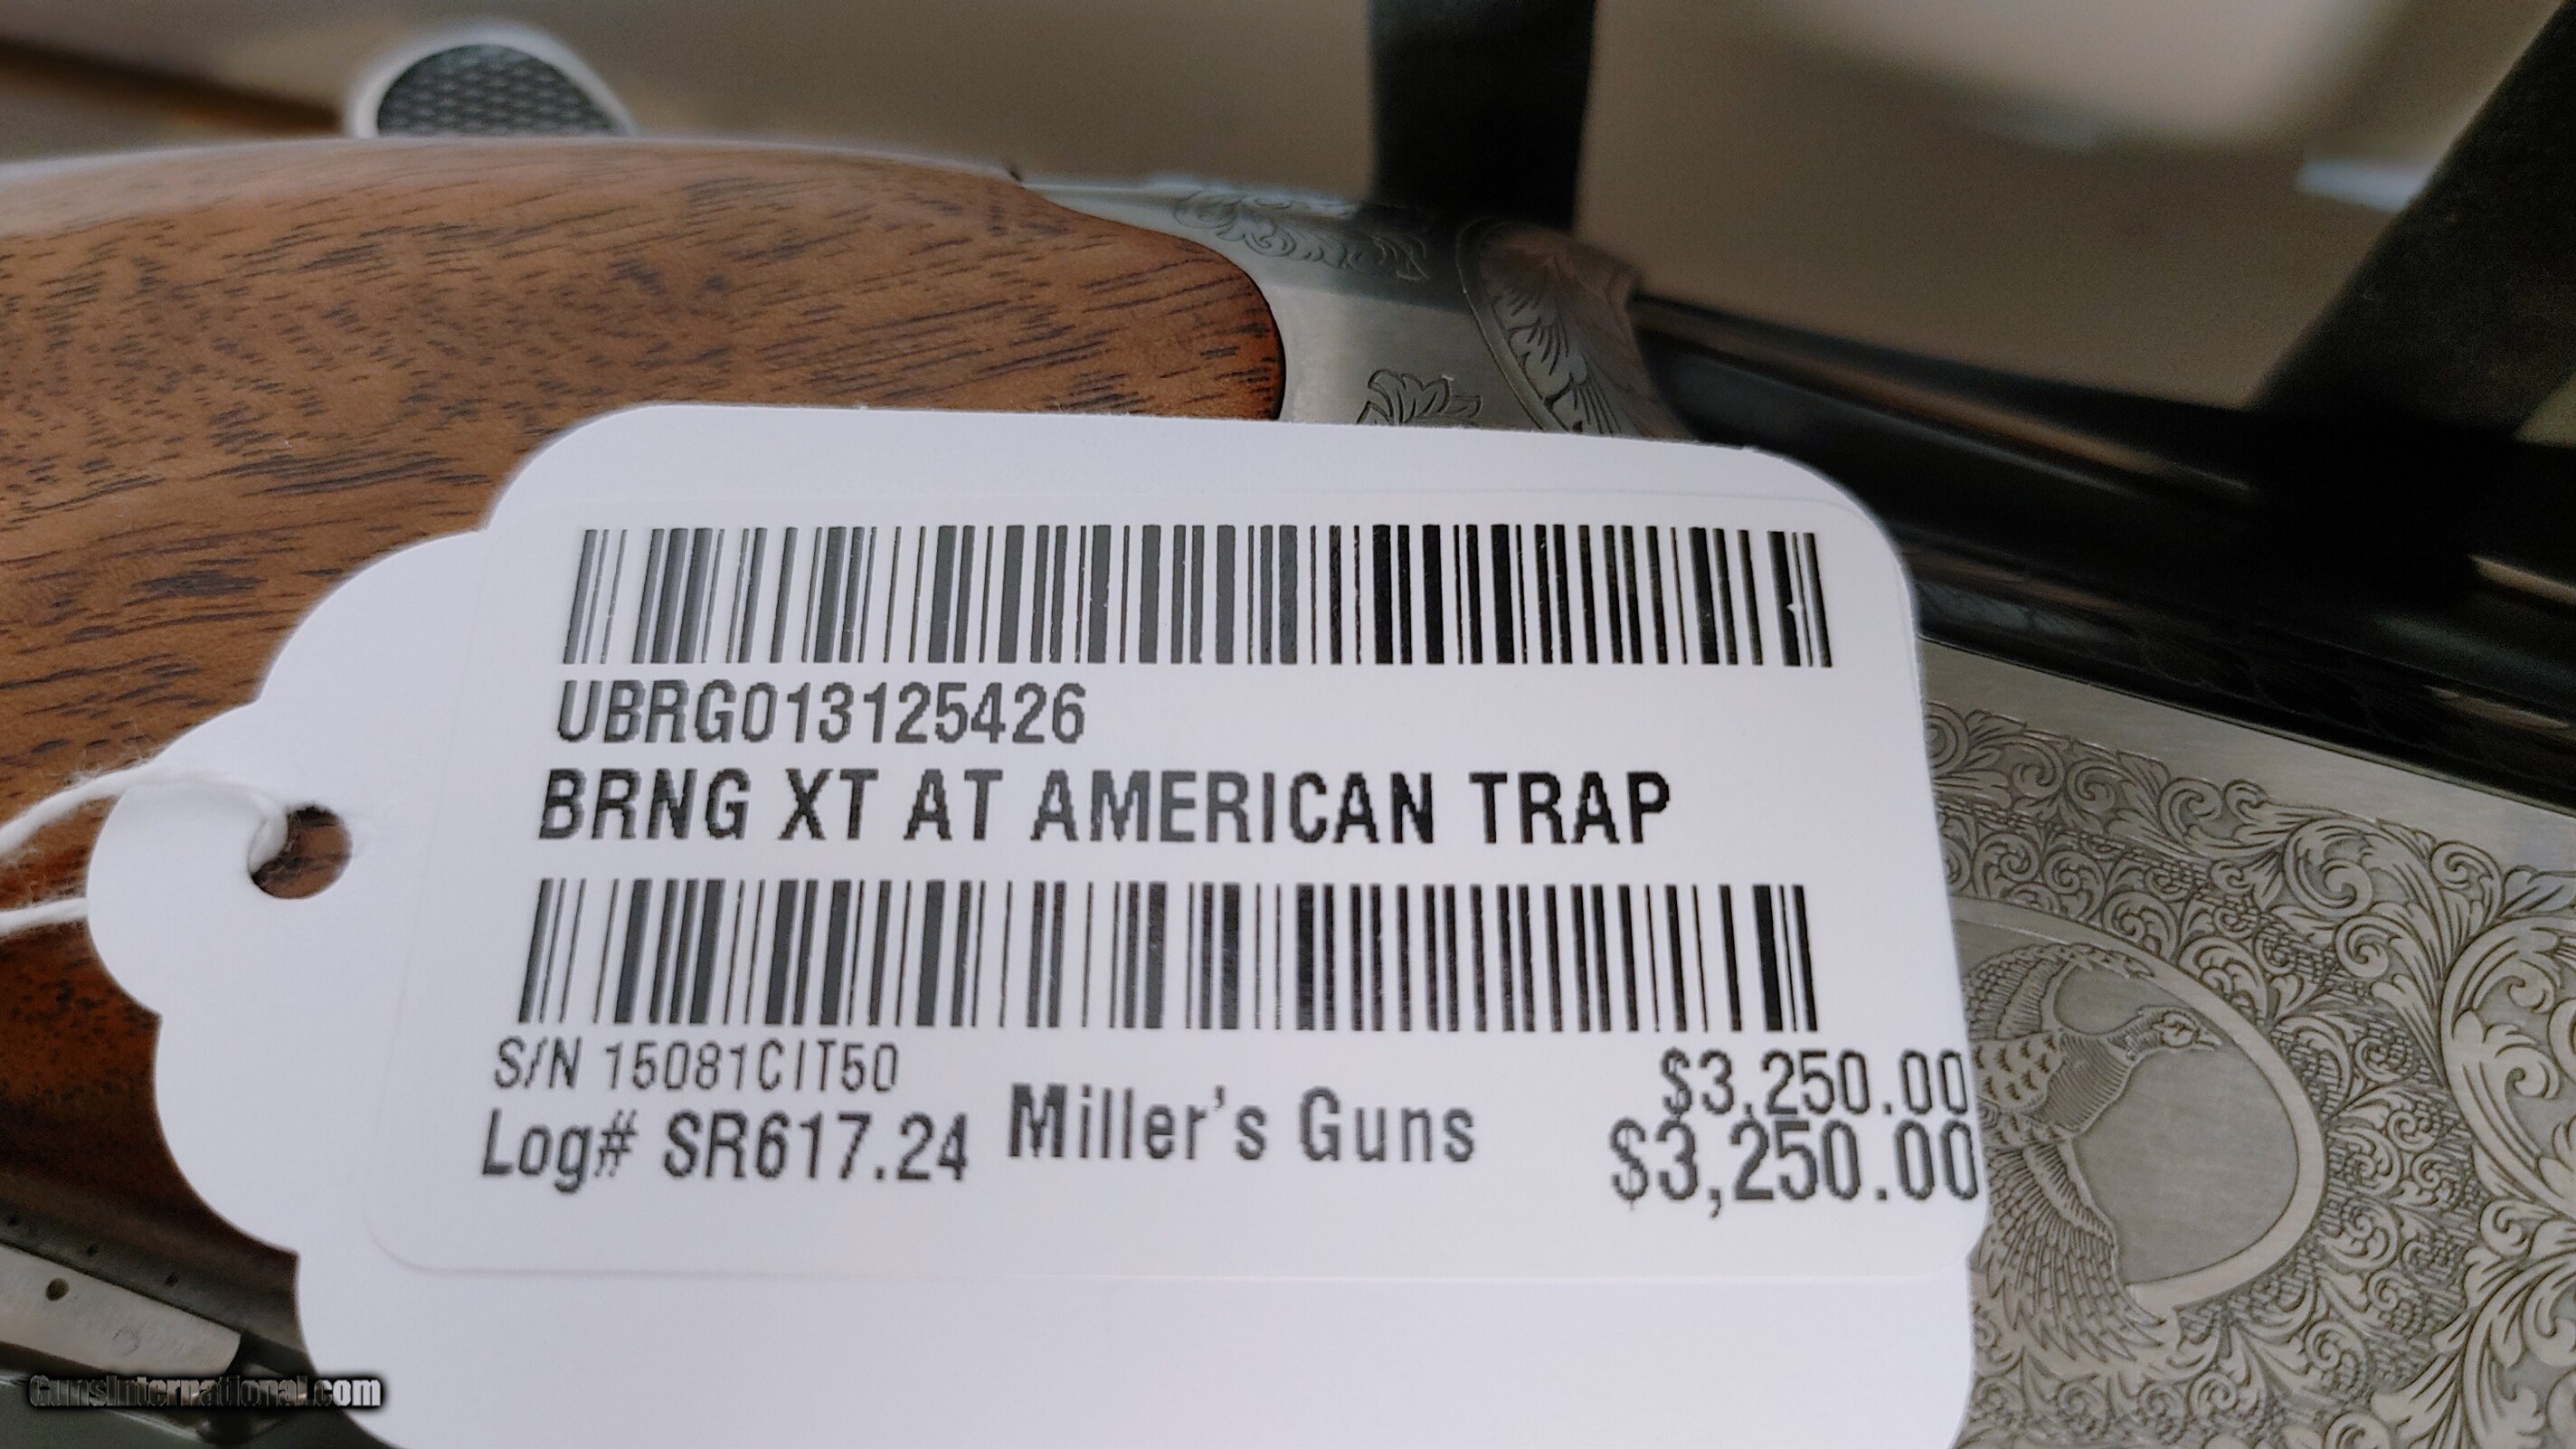 UBRG013125426
BRNG XT AT AMERICAN TRAP
S/N 15081CIT50
$3,250.00
Log# SR617.24 Miller's Guns $3,250.00
GunsInternational.com